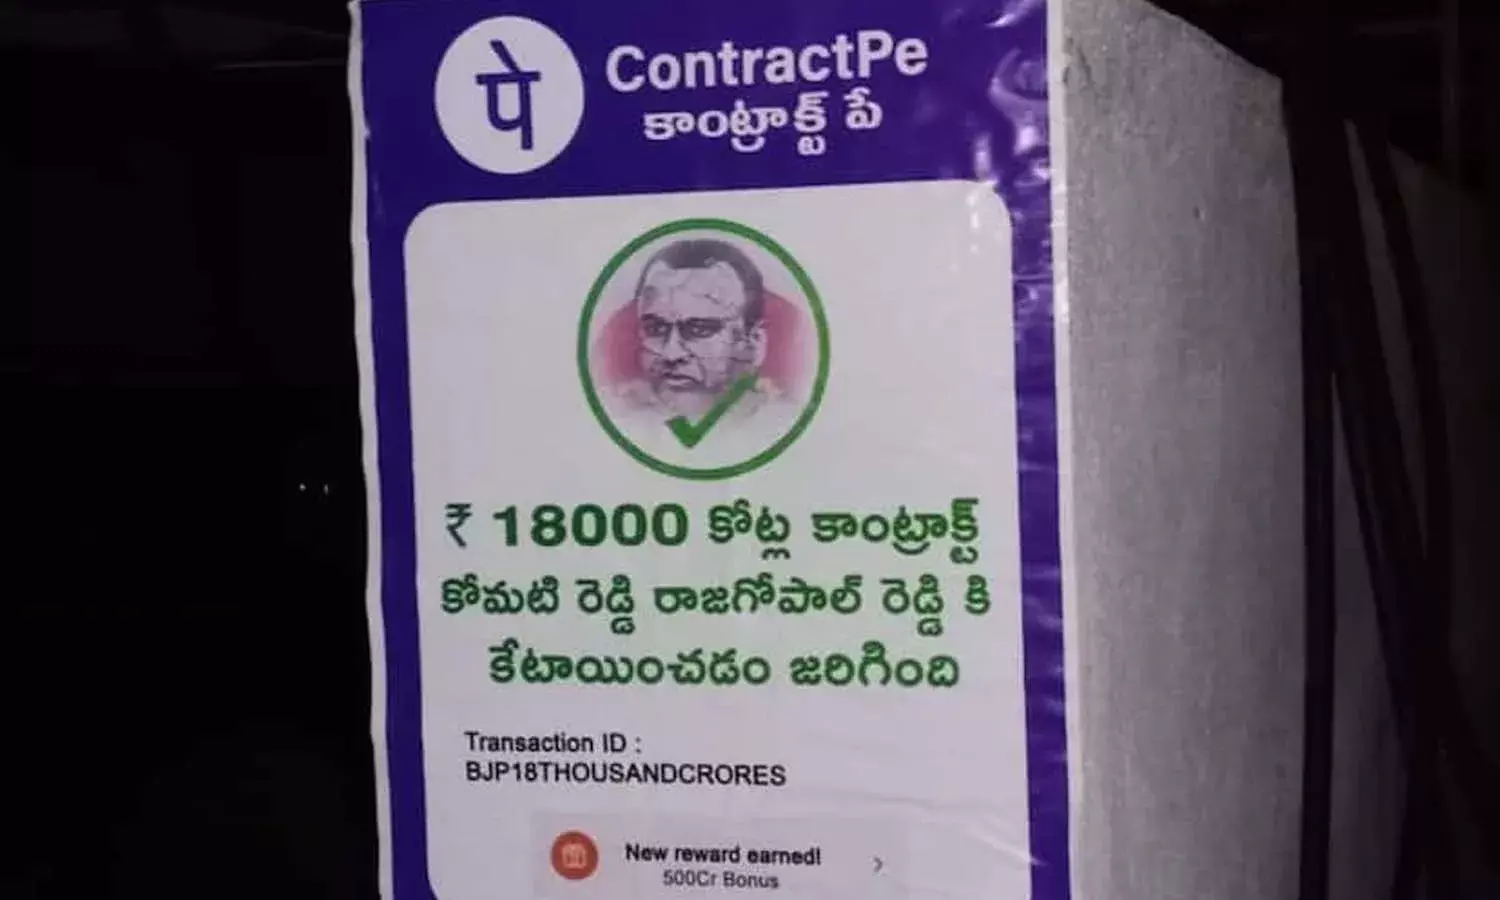 पे
ContractPe
కాంట్రాక్ట్ పే
₹ 18000 కోట్ల కాంట్రాక్ట్
కోమటి రెడ్డి రాజగోపాల్ రెడ్డి కి
కేటాయించడం జరిగింది
Transaction ID :
BJP18THOUSANDCRORES
New reward earned!
500Cr Bonus